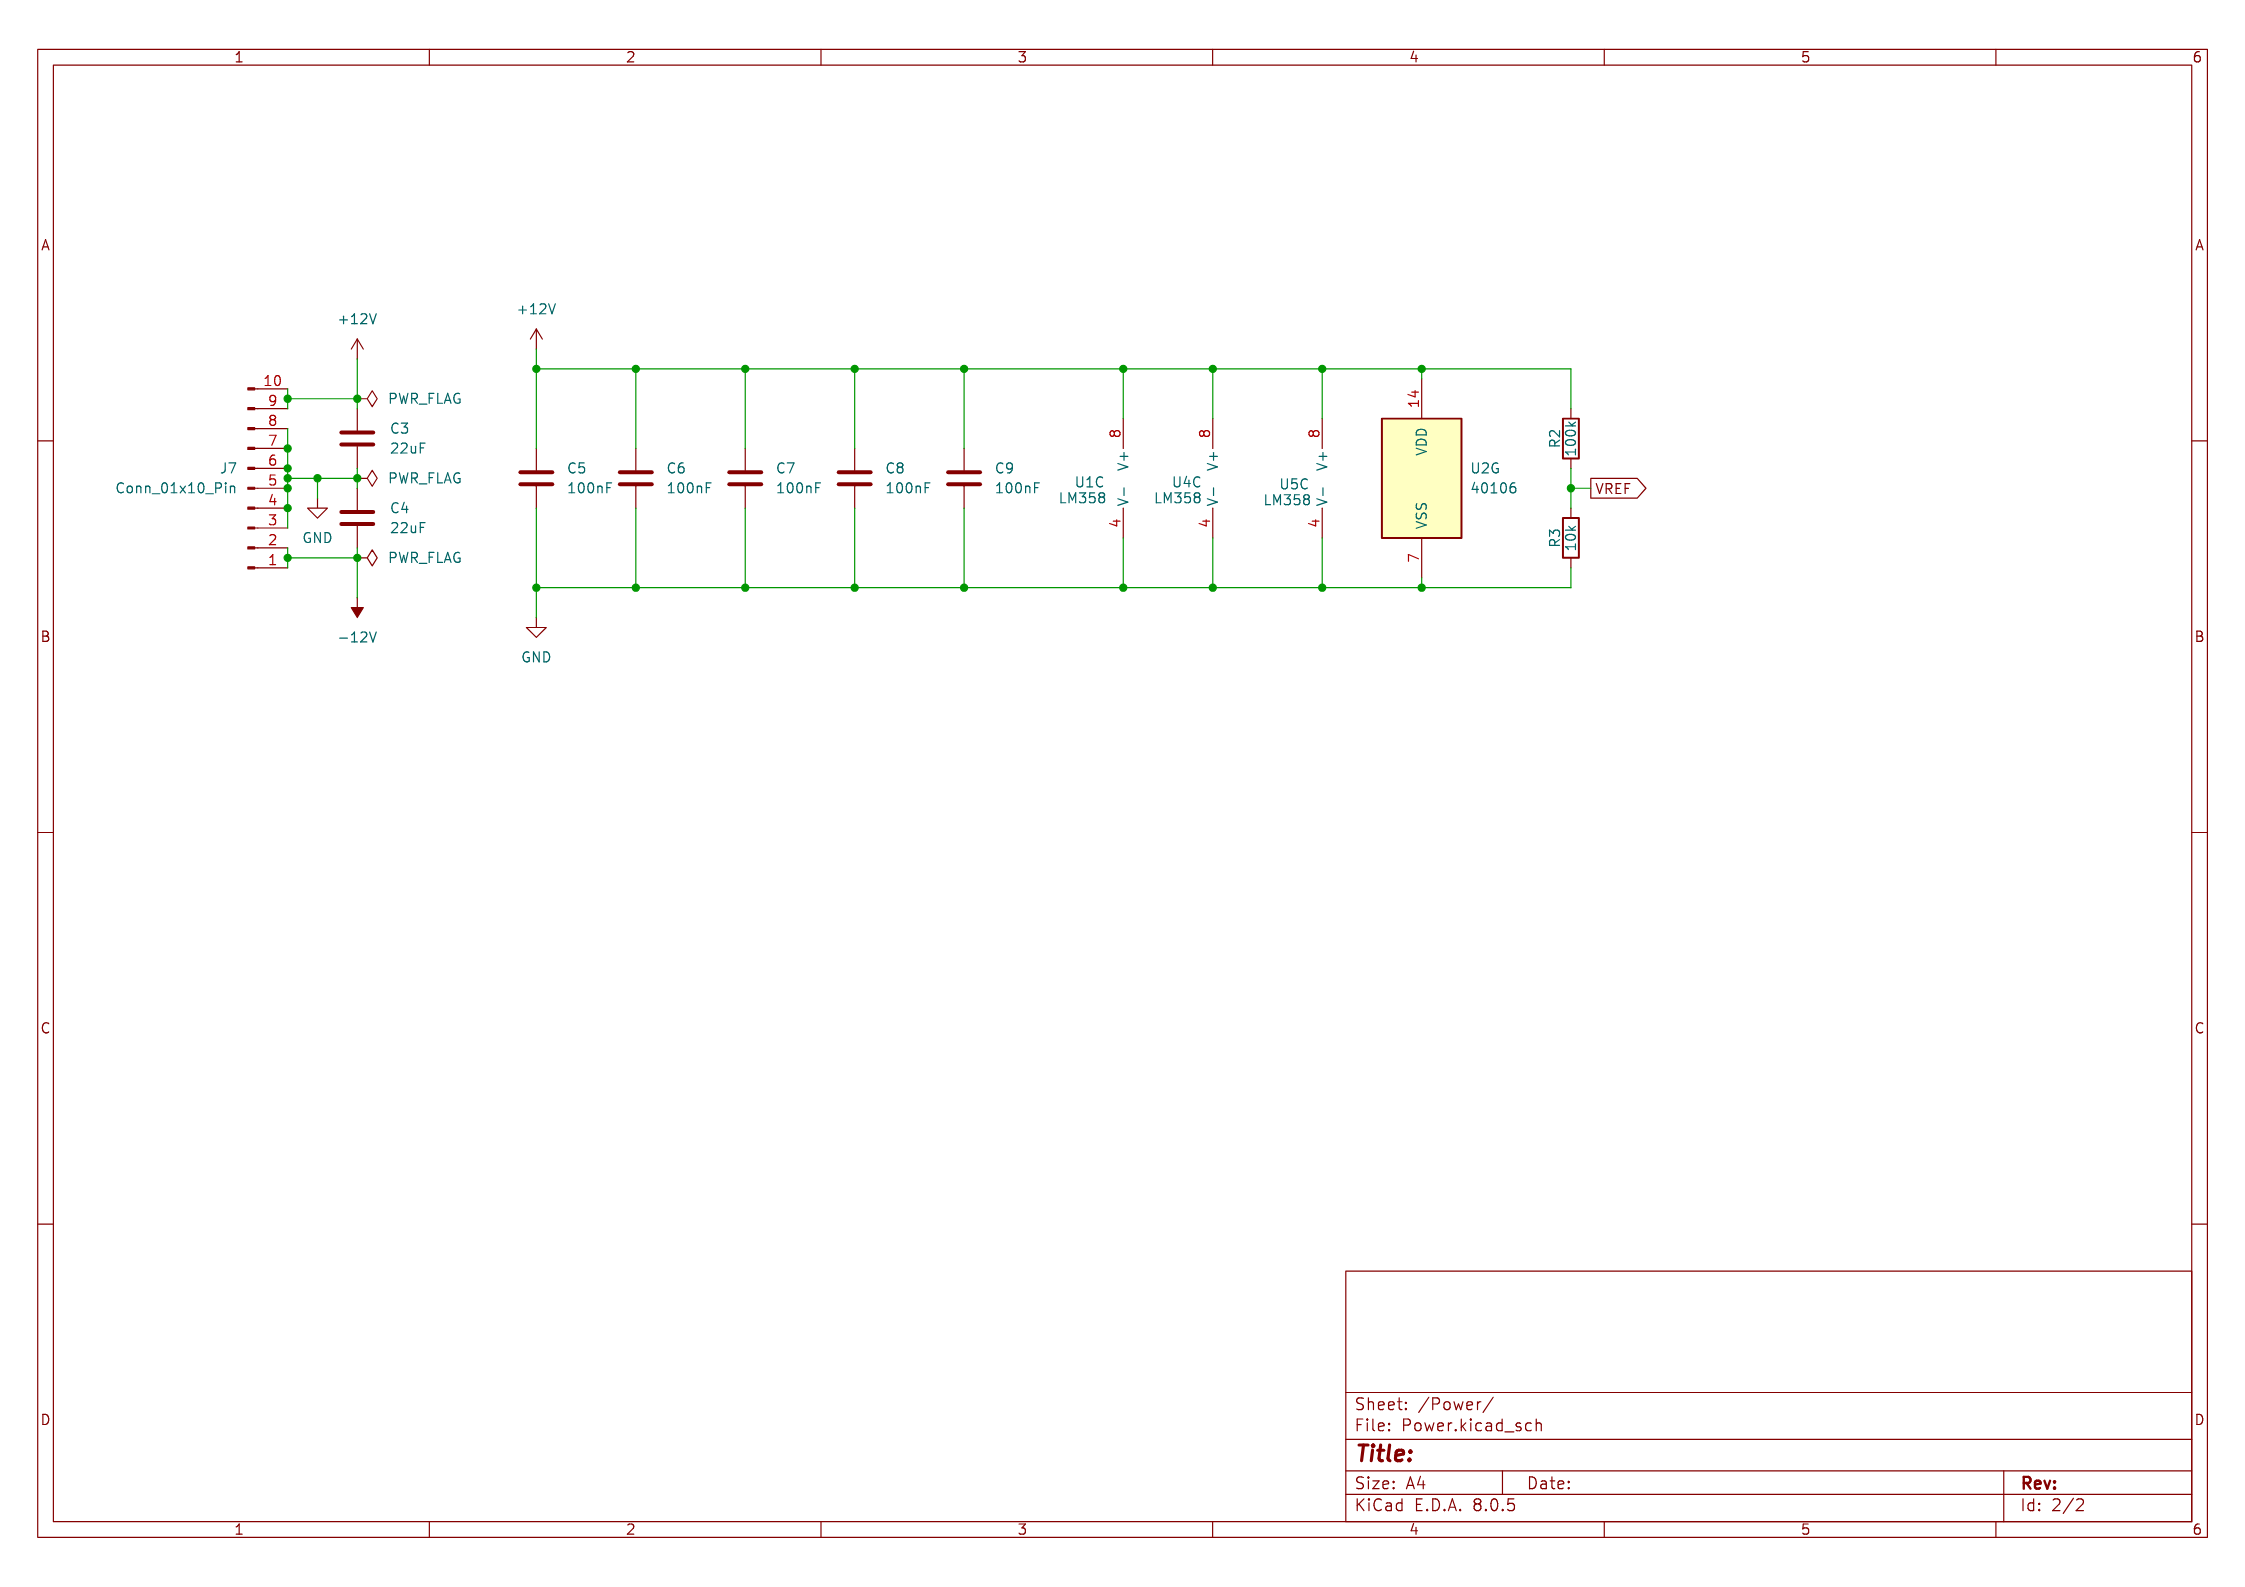 1 2 3 4 5 6
A A
+12V
+12V
10
9
8
7
6
5
4
3
2
1
J7
Conn_01x10_Pin
PWR_FLAG
C3
22uF
PWR_FLAG
C4
22uF
GND
PWR_FLAG
-12V
C5
100nF
C6
100nF
C7
100nF
C8
100nF
C9
100nF
GND
8 V+
U1C
LM358
V- 4
8 V+
U4C
LM358
V- 4
8 V+
U5C
LM358
V- 4
14
VDD
U2G
40106
VSS
7
R2 100k
VREF
R3 10k
B B
C C
D D
Sheet: /Power/
File: Power.kicad_sch
Title:
Size: A4 Date: Rev:
KiCad E.D.A. 8.0.5 Id: 2/2
1 2 3 4 5 6